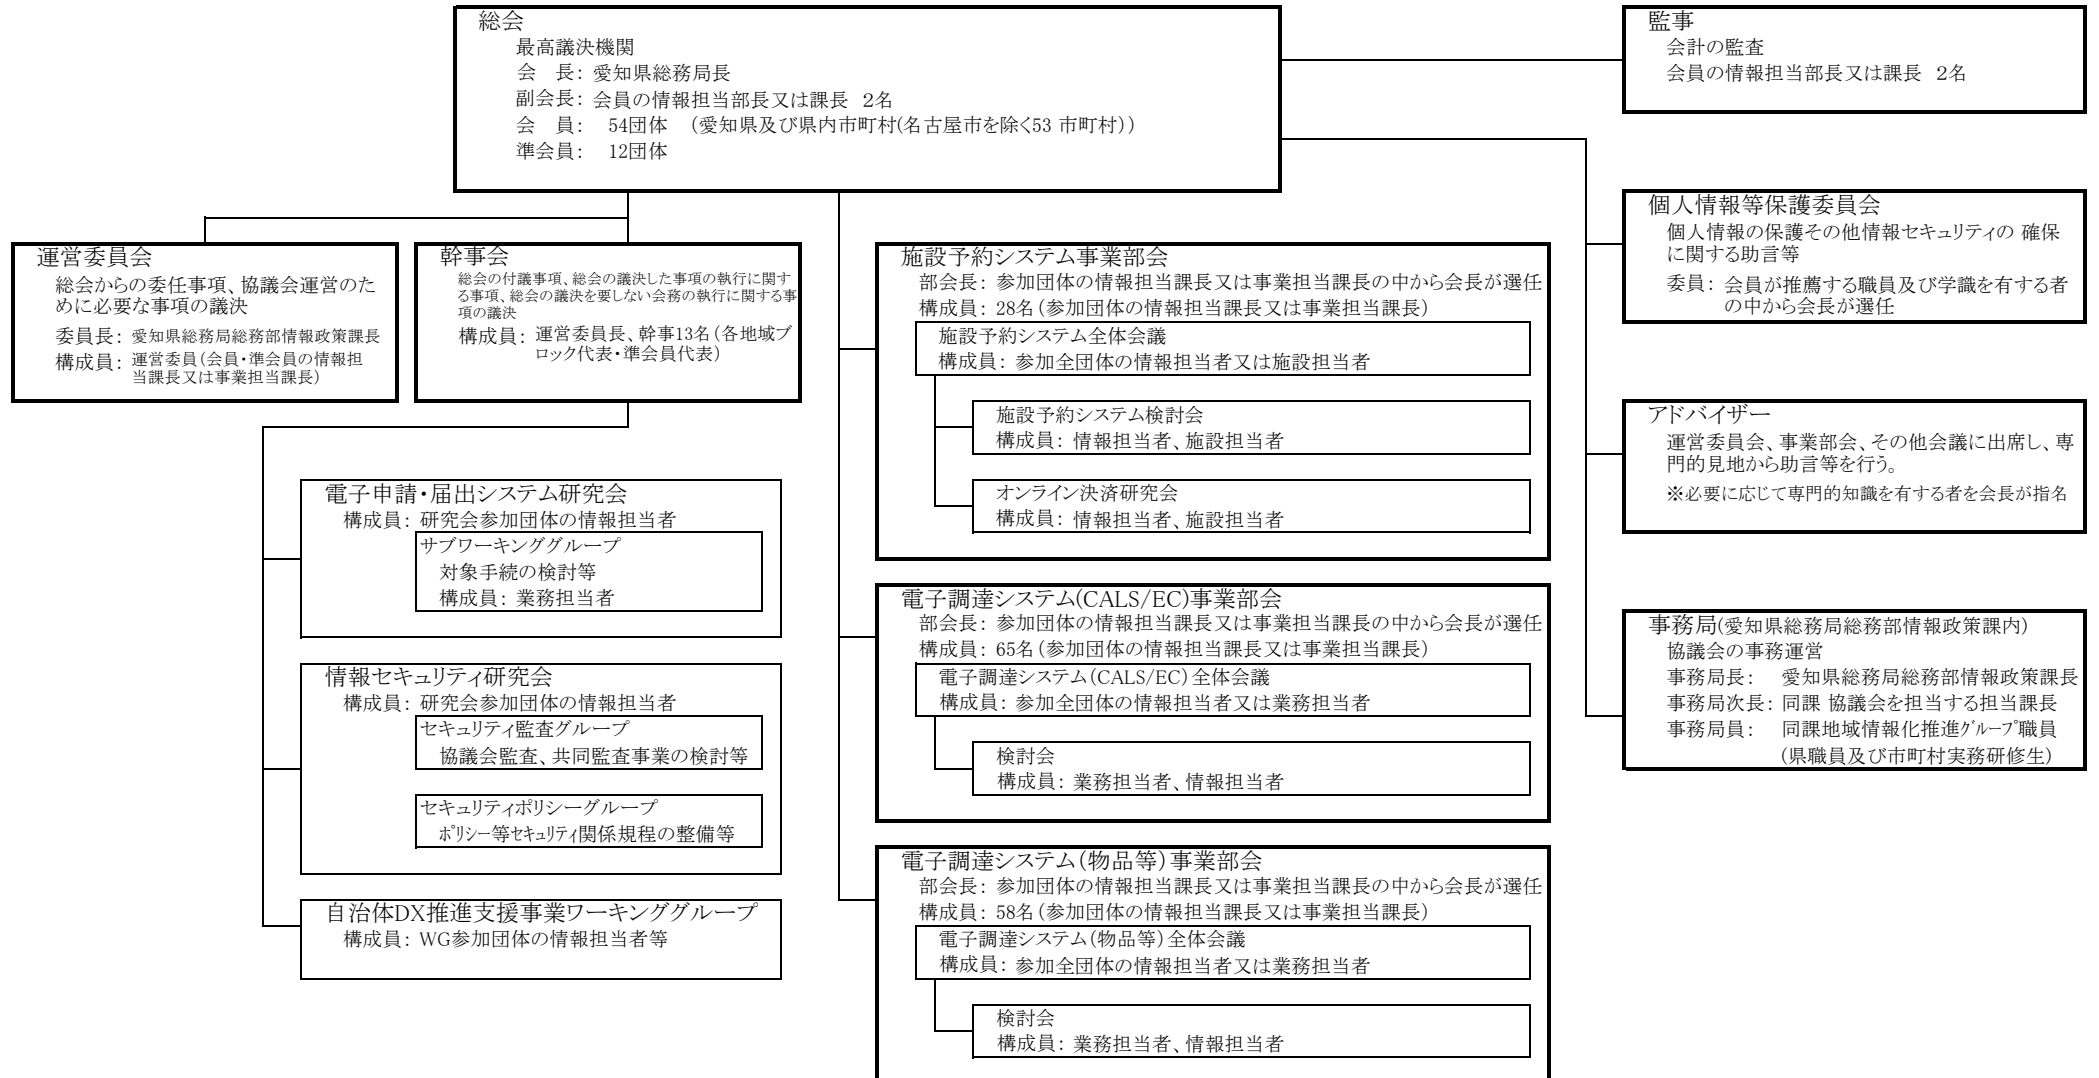 総会
最高議決機関
会　長：愛知県総務局長
副会長：会員の情報担当部長又は課長　2名
会　員：　54団体　（愛知県及び県内市町村(名古屋市を除く53 市町村））
準会員：　12団体
監事
会計の監査
会員の情報担当部長又は課長　2名
運営委員会
総会からの委任事項、協議会運営のた
めに必要な事項の議決
委員長：愛知県総務局総務部情報政策課長
構成員：運営委員(会員・準会員の情報担
当課長又は事業担当課長）
幹事会
総会の付議事項、総会の議決した事項の執行に関す
る事項、総会の議決を要しない会務の執行に関する事
項の議決
構成員：運営委員長、幹事13名（各地域ブ
ロック代表・準会員代表）
電子申請・届出システム研究会
構成員：研究会参加団体の情報担当者
サブワーキンググループ
対象手続の検討等
構成員：業務担当者
情報セキュリティ研究会
構成員：研究会参加団体の情報担当者
セキュリティ監査グループ
協議会監査、共同監査事業の検討等
セキュリティポリシーグループ
ポリシー等セキュリティ関係規程の整備等
自治体DX推進支援事業ワーキンググループ
構成員：WG参加団体の情報担当者等
施設予約システム事業部会
部会長：参加団体の情報担当課長又は事業担当課長の中から会長が選任
構成員：28名（参加団体の情報担当課長又は事業担当課長）
施設予約システム全体会議
構成員：参加全団体の情報担当者又は施設担当者
施設予約システム検討会
構成員：情報担当者、施設担当者
オンライン決済研究会
構成員：情報担当者、施設担当者
電子調達システム(CALS/EC)事業部会
部会長：参加団体の情報担当課長又は事業担当課長の中から会長が選任
構成員：65名（参加団体の情報担当課長又は事業担当課長）
電子調達システム（CALS/EC）全体会議
構成員：参加全団体の情報担当者又は業務担当者
検討会
構成員：業務担当者、情報担当者
電子調達システム（物品等）事業部会
部会長：参加団体の情報担当課長又は事業担当課長の中から会長が選任
構成員：58名（参加団体の情報担当課長又は事業担当課長）
電子調達システム（物品等）全体会議
構成員：参加全団体の情報担当者又は業務担当者
検討会
構成員：業務担当者、情報担当者
個人情報等保護委員会
個人情報の保護その他情報セキュリティの 確保
に関する助言等
委員：会員が推薦する職員及び学識を有する者
の中から会長が選任
アドバイザー
運営委員会、事業部会、その他会議に出席し、専
門的見地から助言等を行う。
※必要に応じて専門的知識を有する者を会長が指名
事務局(愛知県総務局総務部情報政策課内）
協議会の事務運営
事務局長：　愛知県総務局総務部情報政策課長
事務局次長：同課 協議会を担当する担当課長
事務局員：　同課地域情報化推進ｸﾞﾙｰﾌﾟ職員
（県職員及び市町村実務研修生）